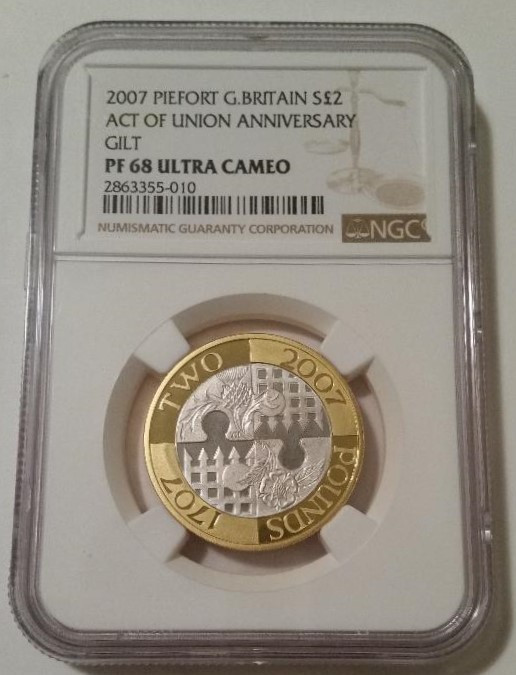 2007 PIEFORT G.BRITAIN S£2
ACT OF UNION ANNIVERSARY
GILT
PF 68 ULTRA CAMEO
2863355-010
NUMISMATIC GUARANTY CORPORATION
NGC
TWO
2007
POUNDS
1707